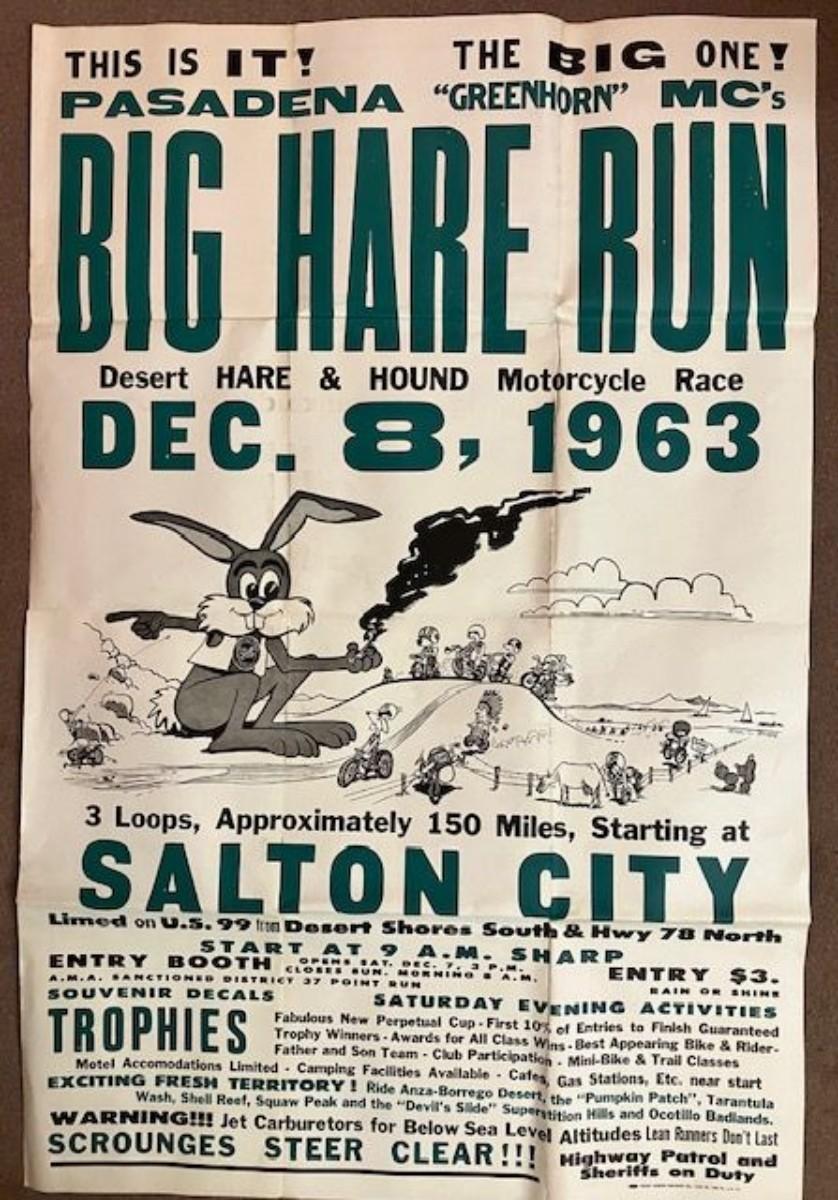 THIS IS IT! THE BIG ONE!
PASADENA "GREENHORN" MC's
BIG HARE RUN
Desert HARE & HOUND Motorcycle Race
DEC. 8, 1963
3 Loops, Approximately 150 Miles, Starting at
SALTON CITY
Limed on U.S. 99 from Desert Shores South & Hwy 78 North
START AT 9 A.M. SHARP
ENTRY BOOTH OPENS SAT. DEC. 7, 3 P.M. CLOSES SUN. MORNING 8 A.M. ENTRY $3.
A.M.A. SANCTIONED DISTRICT 37 POINT RUN RAIN OR SHINE
SOUVENIR DECALS SATURDAY EVENING ACTIVITIES
TROPHIES
Fabulous New Perpetual Cup - First 10% of Entries to Finish Guaranteed
Trophy Winners - Awards for All Class Wins - Best Appearing Bike & Rider -
Father and Son Team - Club Participation - Mini-Bike & Trail Classes
Motel Accomodations Limited - Camping Facilities Available - Cafes, Gas Stations, Etc. near start
EXCITING FRESH TERRITORY! Ride Anza-Borrego Desert, the "Pumpkin Patch", Tarantula
Wash, Shell Reef, Squaw Peak and the "Devil's Slide" Superstition Hills and Ocotillo Badlands.
WARNING!!! Jet Carburetors for Below Sea Level Altitudes Lean Runners Don't Last
SCROUNGES STEER CLEAR!!! Highway Patrol and
Sheriffs on Duty